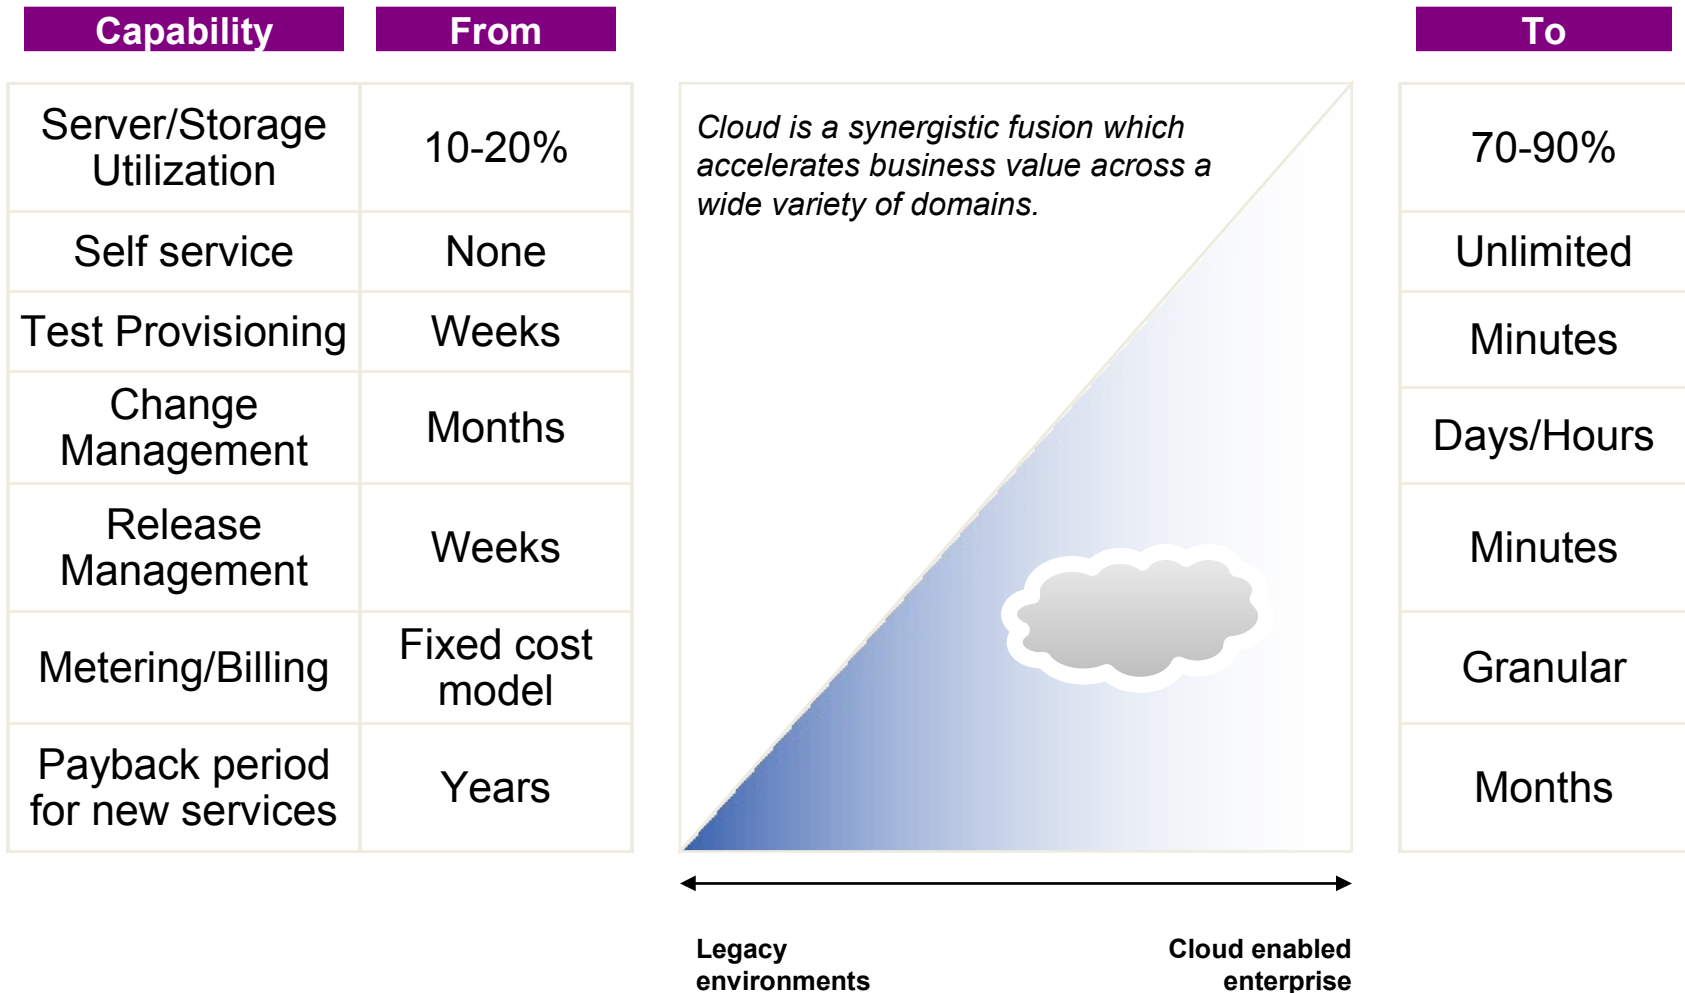 Capability
From
To
Server/Storage
Utilization
10-20%
Cloud is a synergistic fusion which
accelerates business value across a
wide variety of domains.
70-90%
Self service
None
Unlimited
Test Provisioning
Weeks
Minutes
Change
Management
Months
Days/Hours
Release
Management
Weeks
Minutes
Metering/Billing
Fixed cost
model
Granular
Payback period
for new services
Years
Months
Legacy
environments
Cloud enabled
enterprise